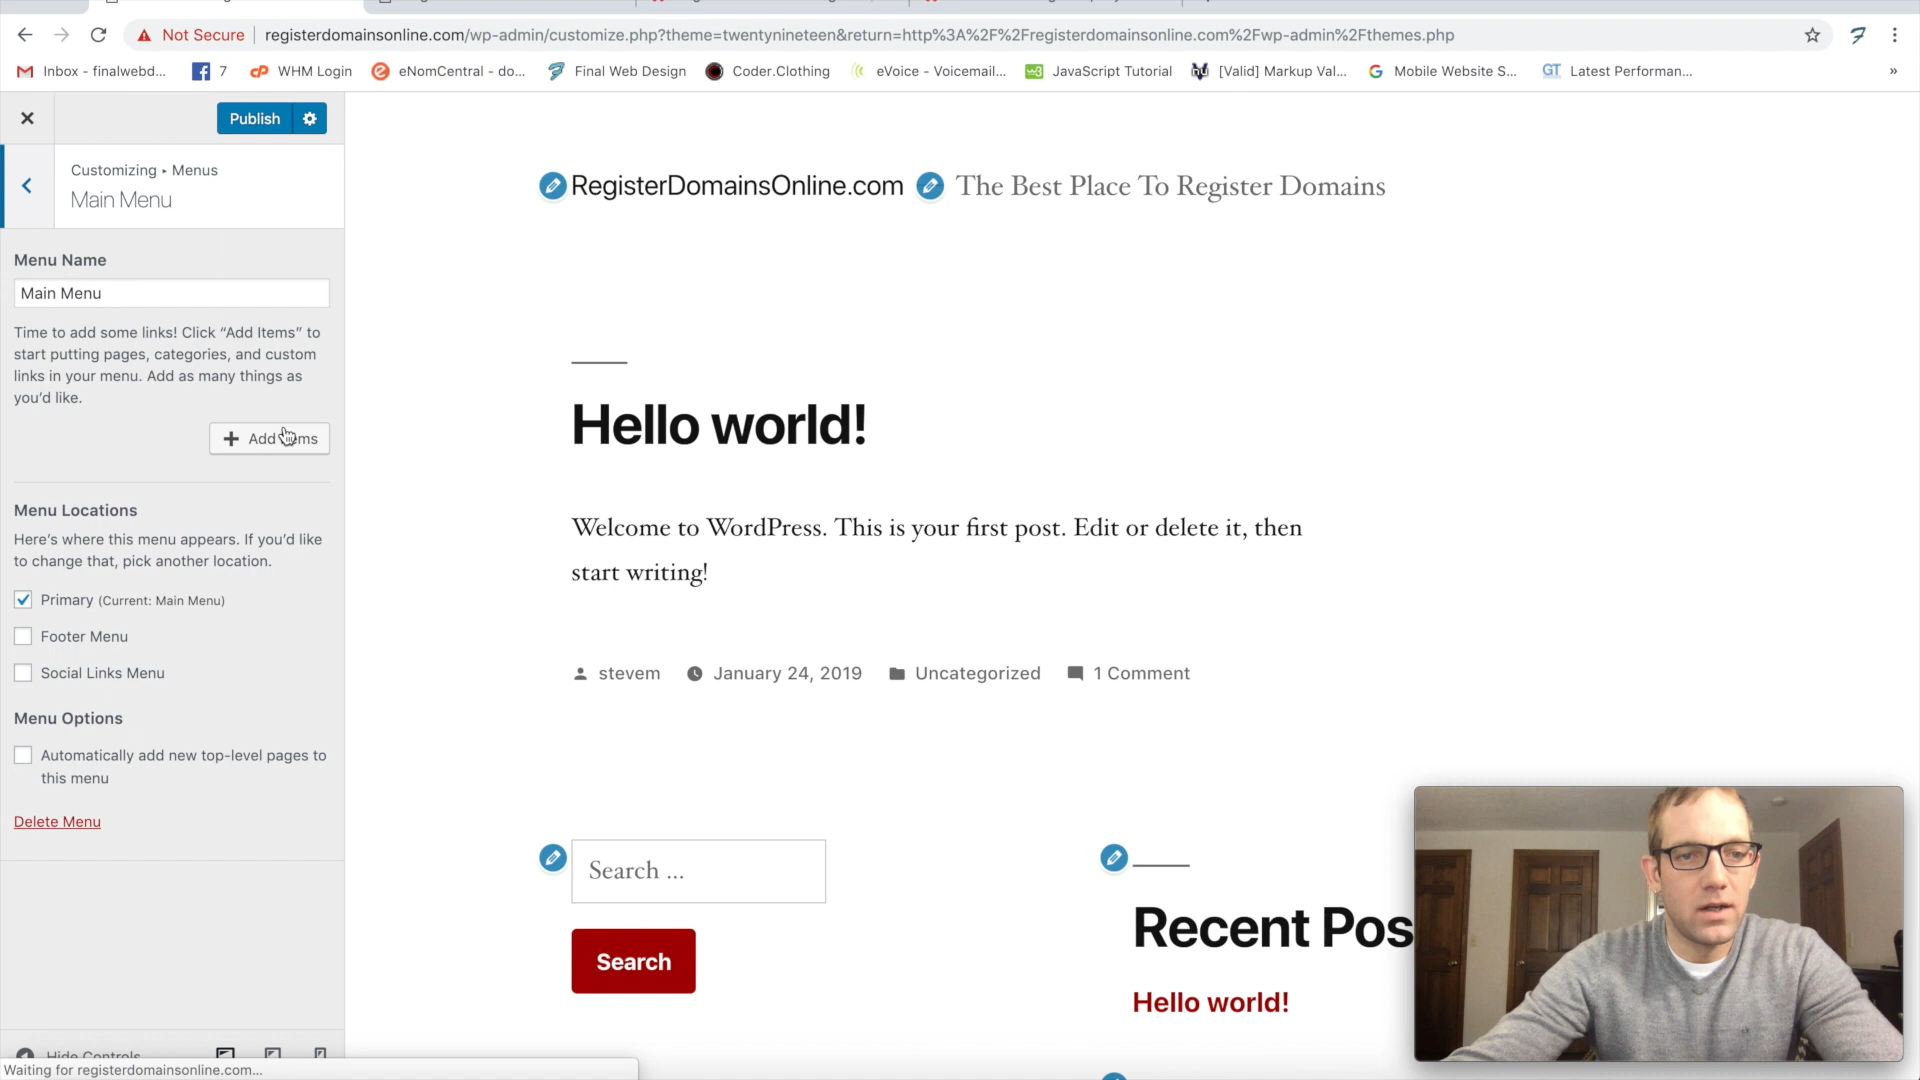 Not Secure
registerdomainsonline.com/wp-admin/customize.php?theme=twentynineteen&return=http%3A%2F%2Fregisterdomainsonline.com%2Fwp-admin%2Fthemes.php
Inbox - finalwebd...
7
WHM Login
eNomCentral - do...
Final Web Design
Coder.Clothing
eVoice - Voicemail...
JavaScript Tutorial
[Valid] Markup Val...
Mobile Website S...
Latest Performan...
Publish
Customizing ▸ Menus
Main Menu
Menu Name
Main Menu
Time to add some links! Click “Add Items” to
start putting pages, categories, and custom
links in your menu. Add as many things as
you’d like.
Menu Locations
Here’s where this menu appears. If you’d like
to change that, pick another location.
Primary (Current: Main Menu)
Footer Menu
Social Links Menu
Menu Options
Automatically add new top-level pages to
this menu
Delete Menu
Hide Controls
Waiting for registerdomainsonline.com...
RegisterDomainsOnline.com
The Best Place To Register Domains
Hello world!
Welcome to WordPress. This is your first post. Edit or delete it, then
start writing!
stevem
January 24, 2019
Uncategorized
1 Comment
Search ...
Search
Recent Pos
Hello world!